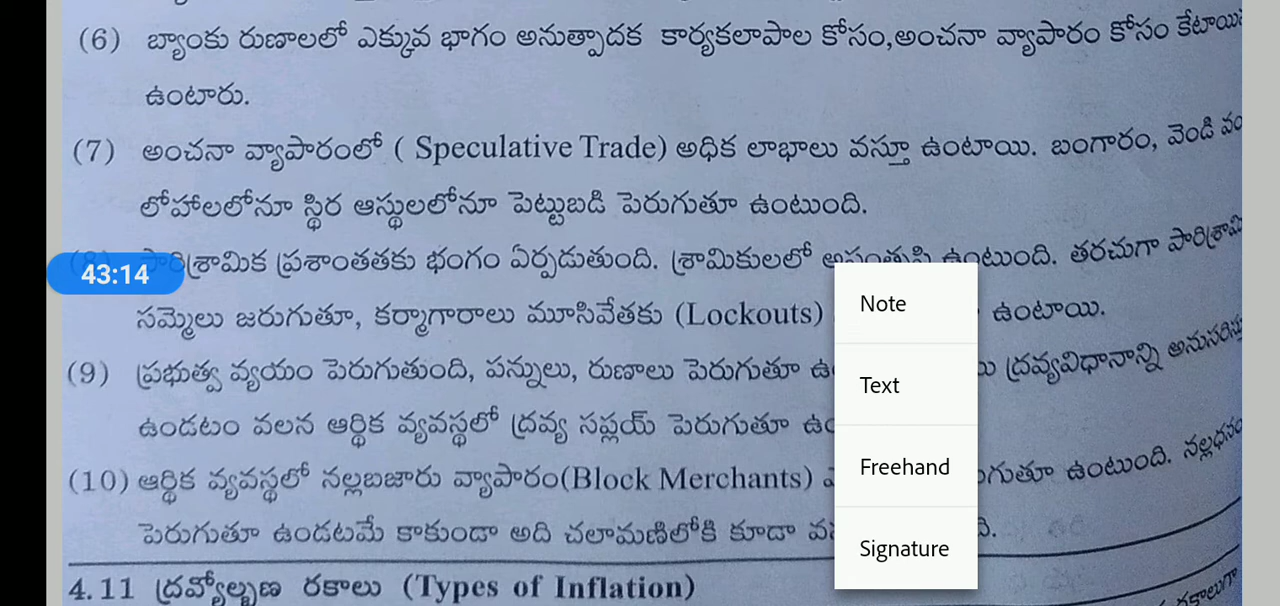 (6) బ్యాంకు రుణాలలో ఎక్కువ భాగం అనుత్పాదక కార్యకలాపాల కోసం,అంచనా వ్యాపారం కోసం
ఉంటారు.
(7) అంచనా వ్యాపారంలో ( Speculative Trade) అధిక లాభాలు వస్తూ ఉంటాయి. బంగారం, వెండి
లోహాలలోనూ స్థిర ఆస్థులలోనూ పెట్టుబడి పెరుగుతూ ఉంటుంది.
పారిశ్రామిక ప్రశాంతతకు భంగం ఏర్పడుతుంది. శ్రామికులలో అసంతృప్తి ఉంటుంది. తరచుగా
43:14
సమ్మెలు జరుగుతూ, కర్మాగారాలు మూసివేతకు (Lockouts) ఉంటాయి.
(9) ప్రభుత్వ వ్యయం పెరుగుతుంది, పన్నులు, రుణాలు పెరుగుతూ ద్రవ్యవిధానాన్ని
ఉండటం వలన ఆర్థిక వ్యవస్థలో ద్రవ్య సప్లయ్ పెరుగుతూ
(10) ఆర్థిక వ్యవస్థలో నల్లబజారు వ్యాపారం(Block Merchants) ఉంటుంది.
పెరుగుతూ ఉండటమే కాకుండా అది చలామణిలోకి కూడా
4.11 ద్రవ్యోల్బణ రకాలు (Types of Inflation)
Note
Text
Freehand
Signature